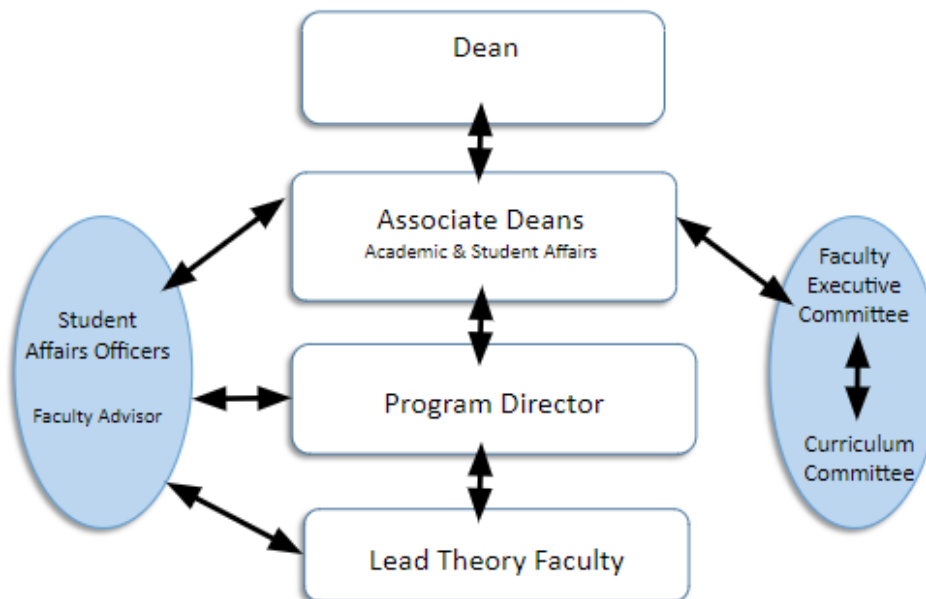 Dean
Associate Deans
Academic & Student Affairs
Student
Affairs Officers
Faculty Advisor
Faculty
Executive
Committee
Curriculum
Committee
Program Director
Lead Theory Faculty